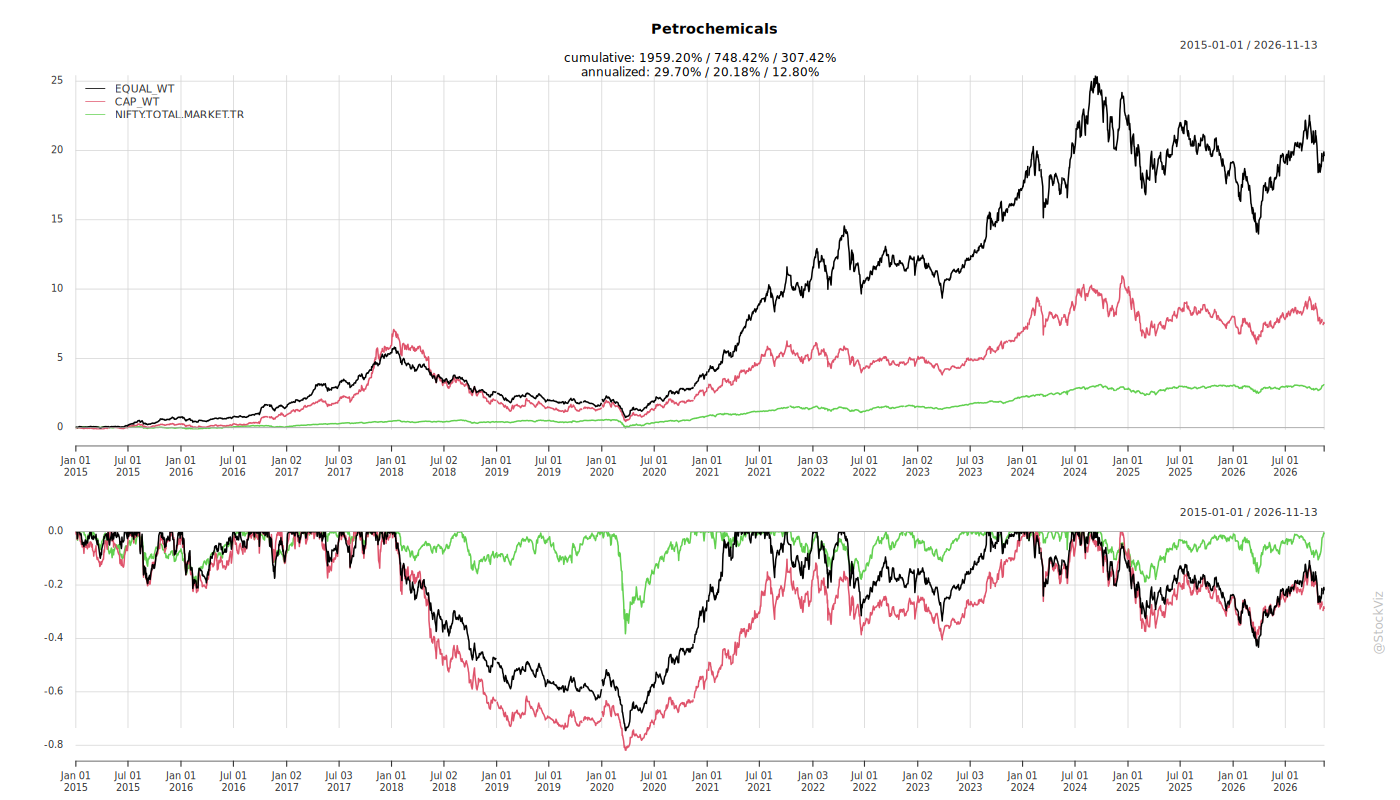 Petrochemicals
2015-01-01 / 2026-11-13
cumulative: 1959.20% / 748.42% / 307.42%
annualized: 29.70% / 20.18% / 12.80%
EQUAL_WT
CAP_WT
NIFTY.TOTAL.MARKET.TR
25
20
15
10
5
0
Jan 01 Jul 01 Jan 01 Jul 01 Jan 02 Jul 03 Jan 01 Jul 02 Jan 01 Jul 01 Jan 01 Jul 01 Jan 01 Jul 01 Jan 03 Jul 01 Jan 02 Jul 03 Jan 01 Jul 01 Jan 01 Jul 01 Jan 01 Jul 01
2015 2015 2016 2016 2017 2017 2018 2018 2019 2019 2020 2020 2021 2021 2022 2022 2023 2023 2024 2024 2025 2025 2026 2026
2015-01-01 / 2026-11-13
0.0
-0.2
-0.4
-0.6
-0.8
Jan 01 Jul 01 Jan 01 Jul 01 Jan 02 Jul 03 Jan 01 Jul 02 Jan 01 Jul 01 Jan 01 Jul 01 Jan 01 Jul 01 Jan 03 Jul 01 Jan 02 Jul 03 Jan 01 Jul 01 Jan 01 Jul 01 Jan 01 Jul 01
2015 2015 2016 2016 2017 2017 2018 2018 2019 2019 2020 2020 2021 2021 2022 2022 2023 2023 2024 2024 2025 2025 2026 2026
@StockViz